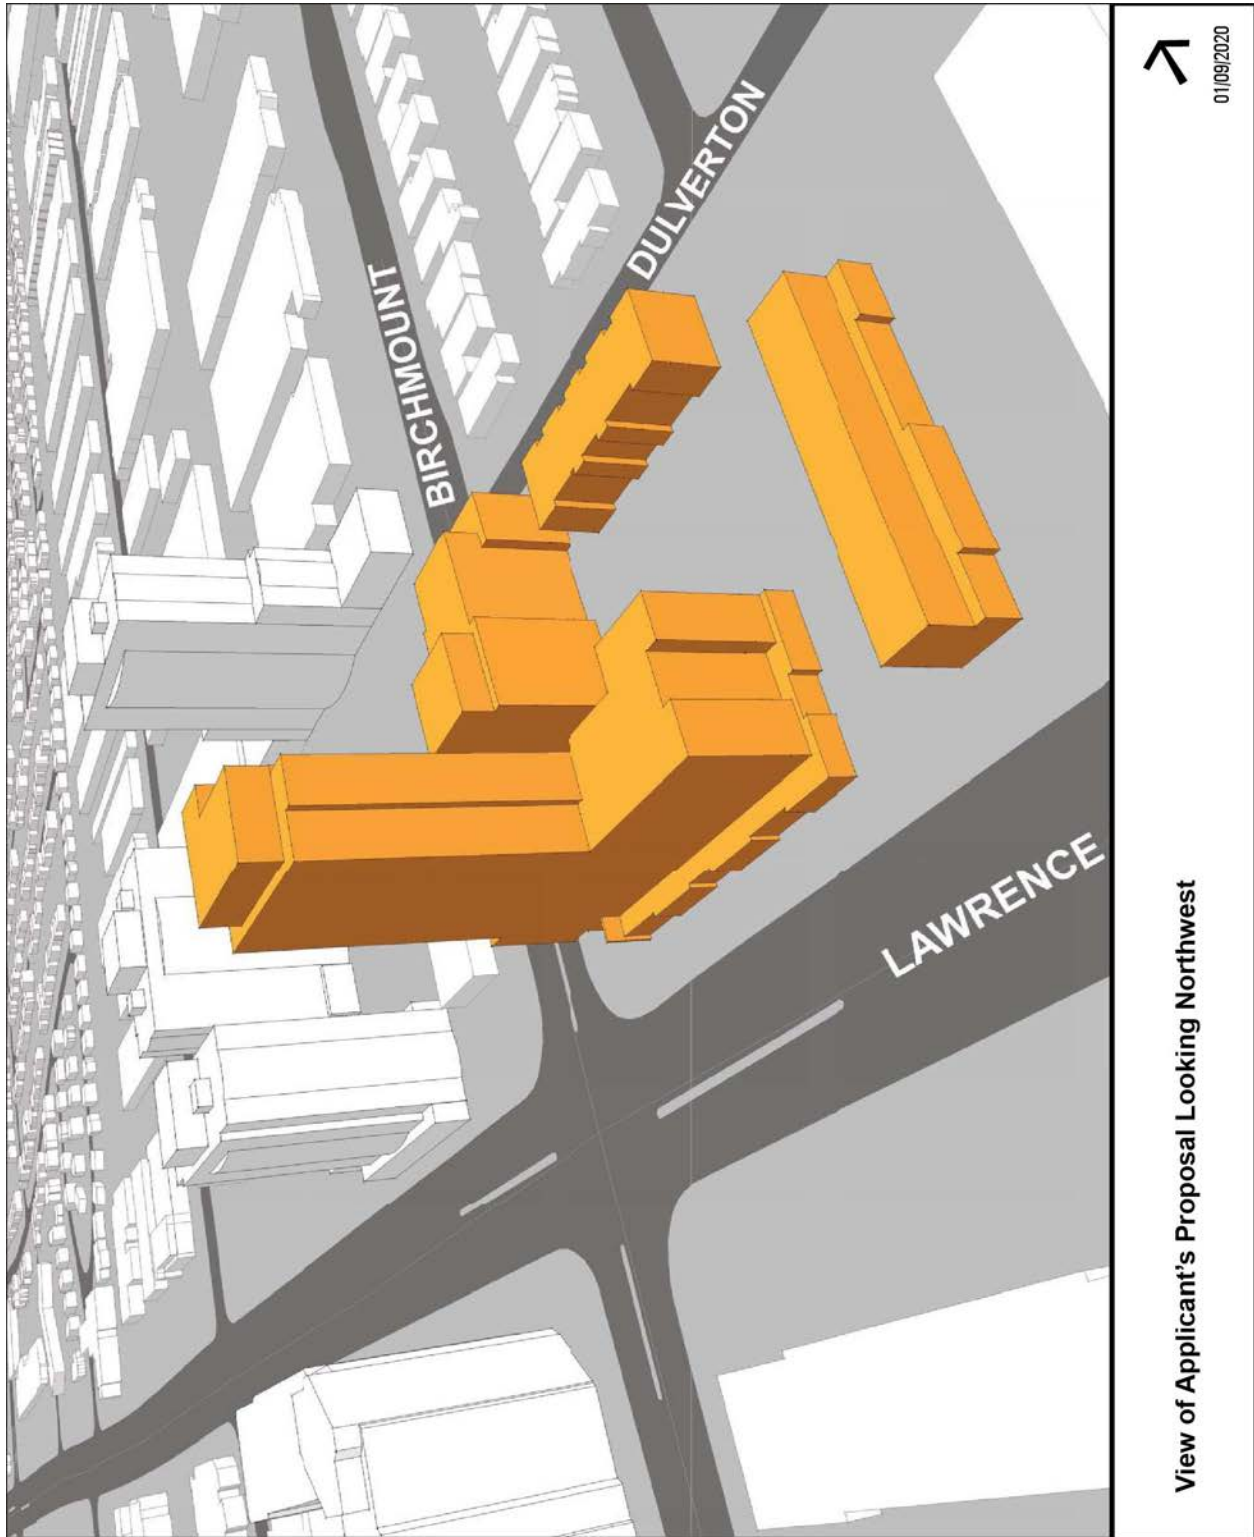 BIRCHMOUNT
DULVERTON
LAWRENCE
View of Applicant's Proposal Looking Northwest
01/09/2020